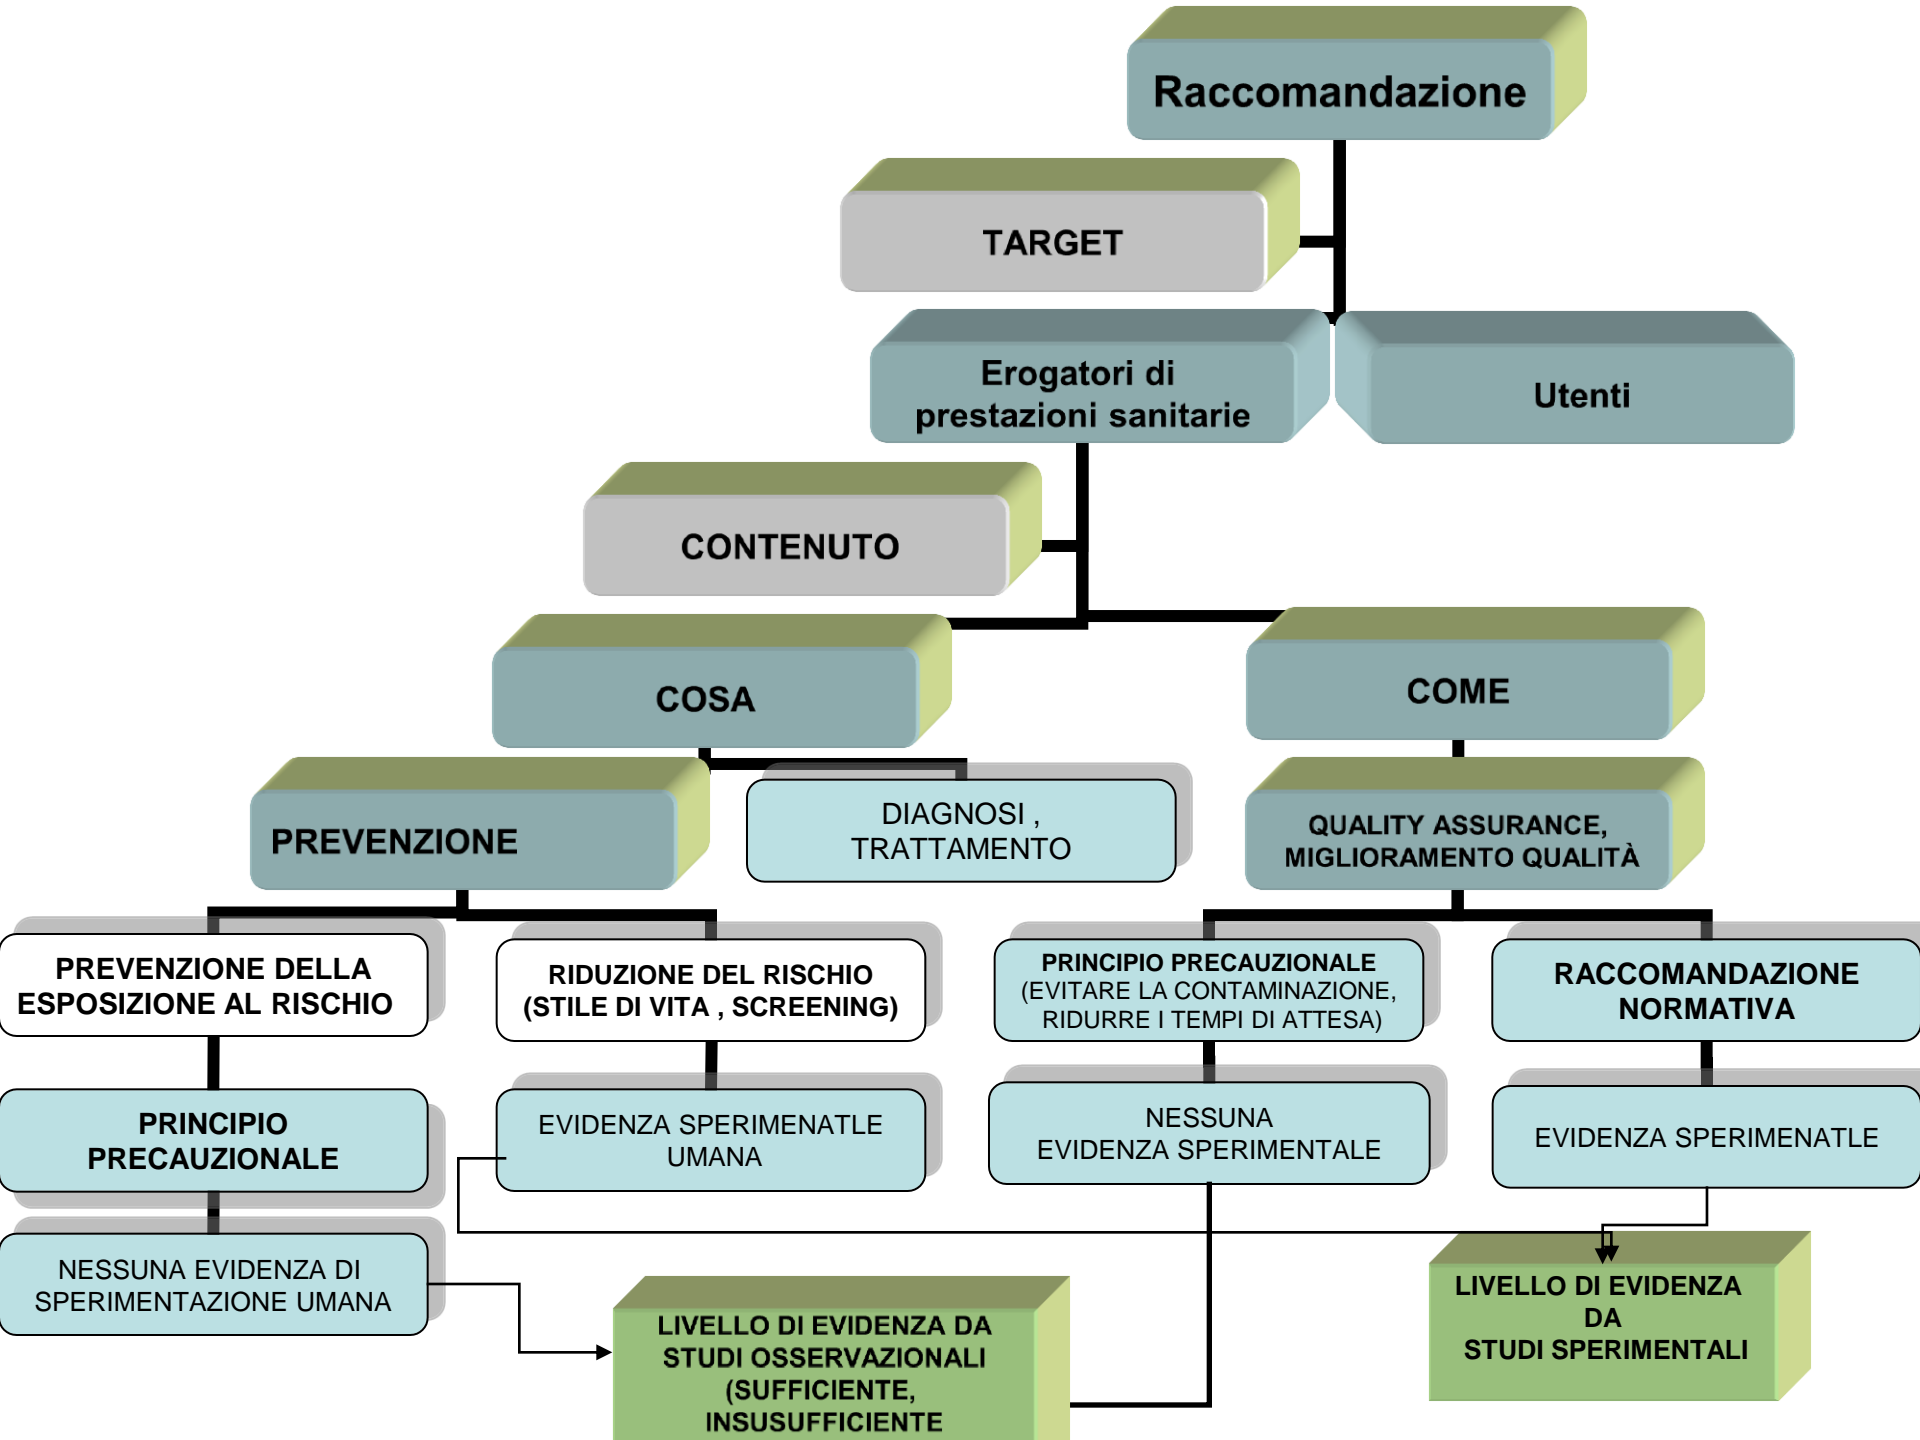 Raccomandazione
TARGET
Erogatori di
prestazioni sanitarie
Utenti
CONTENUTO
COSA
COME
PREVENZIONE
DIAGNOSI ,
TRATTAMENTO
QUALITY ASSURANCE,
MIGLIORAMENTO QUALITÀ
PREVENZIONE DELLA
ESPOSIZIONE AL RISCHIO
RIDUZIONE DEL RISCHIO
(STILE DI VITA , SCREENING)
PRINCIPIO PRECAUZIONALE
(EVITARE LA CONTAMINAZIONE,
RIDURRE I TEMPI DI ATTESA)
RACCOMANDAZIONE
NORMATIVA
PRINCIPIO
PRECAUZIONALE
EVIDENZA SPERIMENATLE
UMANA
NESSUNA
EVIDENZA SPERIMENTALE
EVIDENZA SPERIMENATLE
NESSUNA EVIDENZA DI
SPERIMENTAZIONE UMANA
LIVELLO DI EVIDENZA DA
STUDI OSSERVAZIONALI
(SUFFICIENTE,
INSUSUFFICIENTE
LIVELLO DI EVIDENZA
DA
STUDI SPERIMENTALI